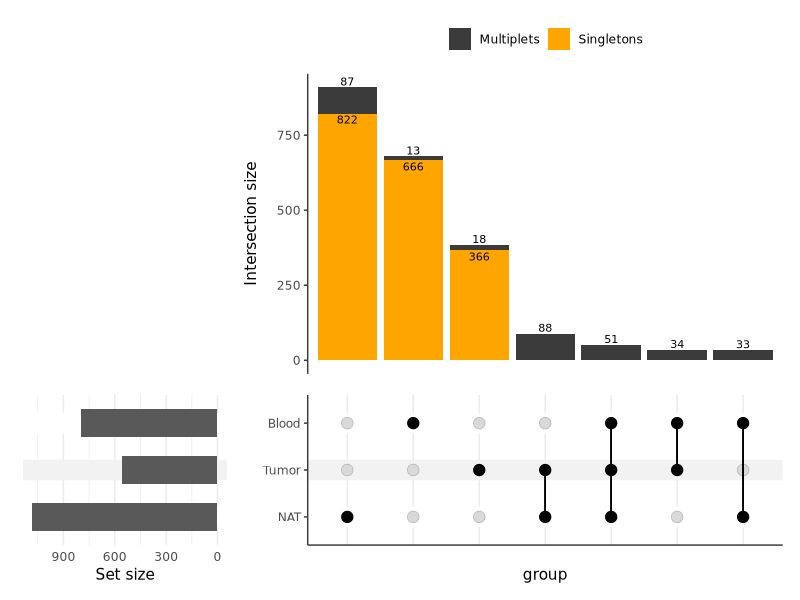 Multiplets Singletons
87
822
13
666
18
366
88
51
34
33
Intersection size
750
500
250
0
Blood
Tumor
NAT
900 600 300 0
Set size
group